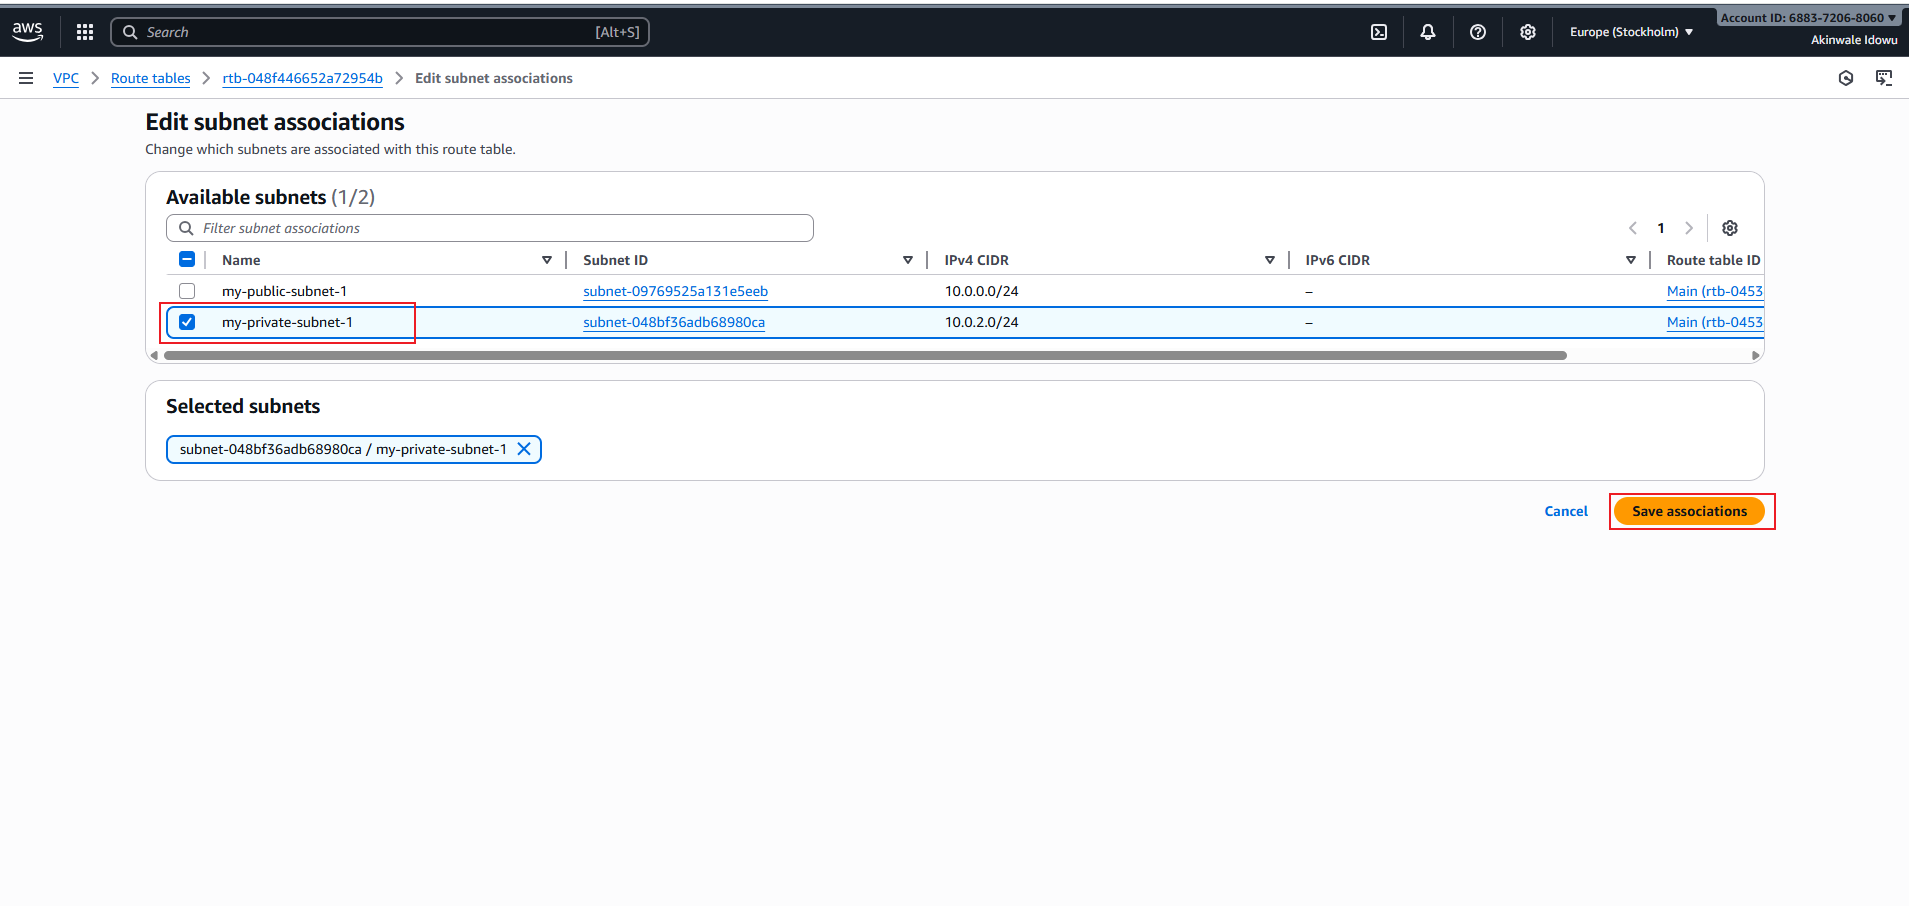 aws Search [Alt+S] Europe (Stockholm) Account ID: 6883-7206-8060
Akinwale Idowu
VPC Route tables rtb-048f446652a72954b Edit subnet associations
Edit subnet associations
Change which subnets are associated with this route table.
Available subnets (1/2)
Filter subnet associations 1
Name Subnet ID IPv4 CIDR IPv6 CIDR Route table ID
my-public-subnet-1 subnet-09769525a131e5eeb 10.0.0.0/24 – Main (rtb-0453
my-private-subnet-1 subnet-048bf36adb68980ca 10.0.2.0/24 – Main (rtb-0453
Selected subnets
subnet-048bf36adb68980ca / my-private-subnet-1
Cancel Save associations